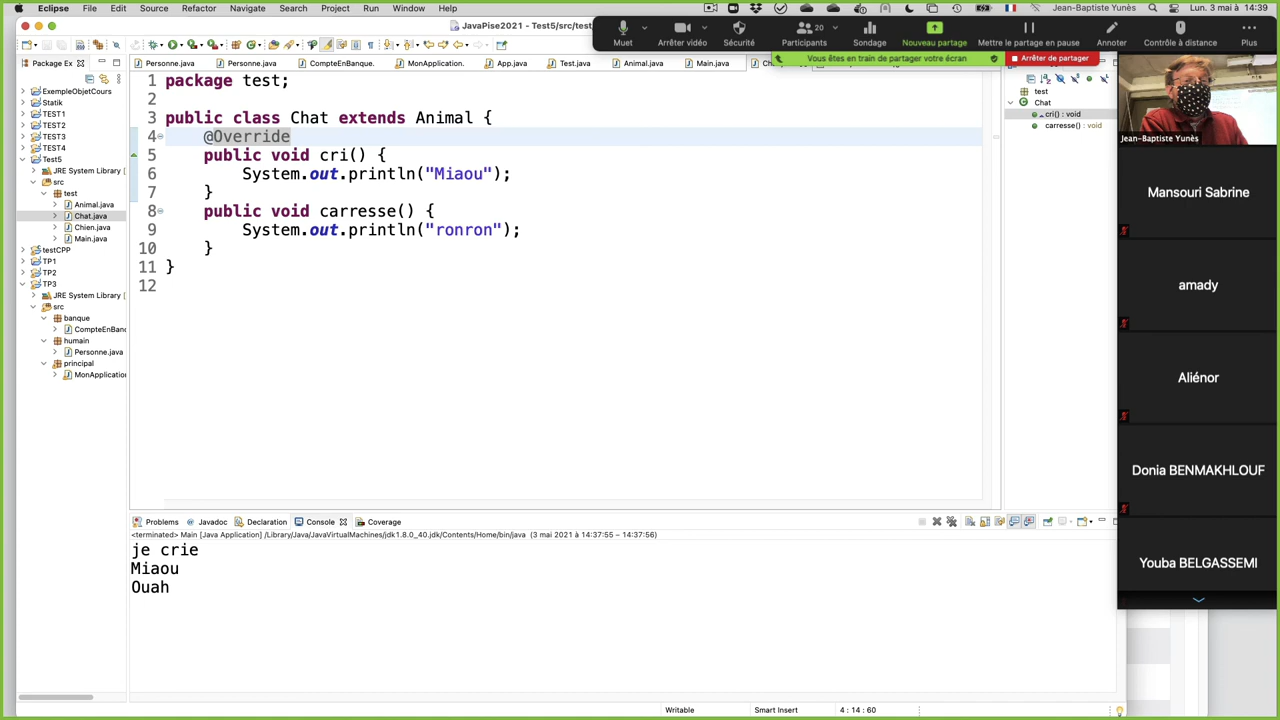 Eclipse File Edit Source Refactor Navigate Search Project Run Window Help Jean-Baptiste Yunès Lun. 3 mai à 14:39
JavaPise2021 - Test5/src/tes
Muet Arrêter vidéo Sécurité Participants 20 Sondage Nouveau partage Mettre le partage en pause Annoter Contrôle à distance Plus
Vous êtes en train de partager votre écran Arrêter de partager
Package Ex
Personne.java Personne.java CompteEnBanque. MonApplication. App.java Test.java Animal.java Main.java
ExempleObjetCours
Statik
TEST1
TEST2
TEST3
TEST4
Test5
JRE System Library [
src
test
Animal.java
Chat.java
Chien.java
Main.java
testCPP
TP1
TP2
TP3
JRE System Library [
src
banque
CompteEnBanc
humain
Personne.java
principal
MonApplicatio
1 package test;
2
3 public class Chat extends Animal {
4 @Override
5 public void cri() {
6 System.out.println("Miaou");
7 }
8 public void carresse() {
9 System.out.println("ronron");
10 }
11 }
12
test
Chat
cri() : void
carresse() : void
Jean-Baptiste Yunès
Mansouri Sabrine
amady
Aliénor
Donia BENMAKHLOUF
Youba BELGASSEMI
Problems Javadoc Declaration Console Coverage
<terminated> Main [Java Application] /Library/Java/JavaVirtualMachines/jdk1.8.0_40.jdk/Contents/Home/bin/java (3 mai 2021 à 14:37:55 – 14:37:56)
je crie
Miaou
Ouah
Writable Smart Insert 4 : 14 : 60